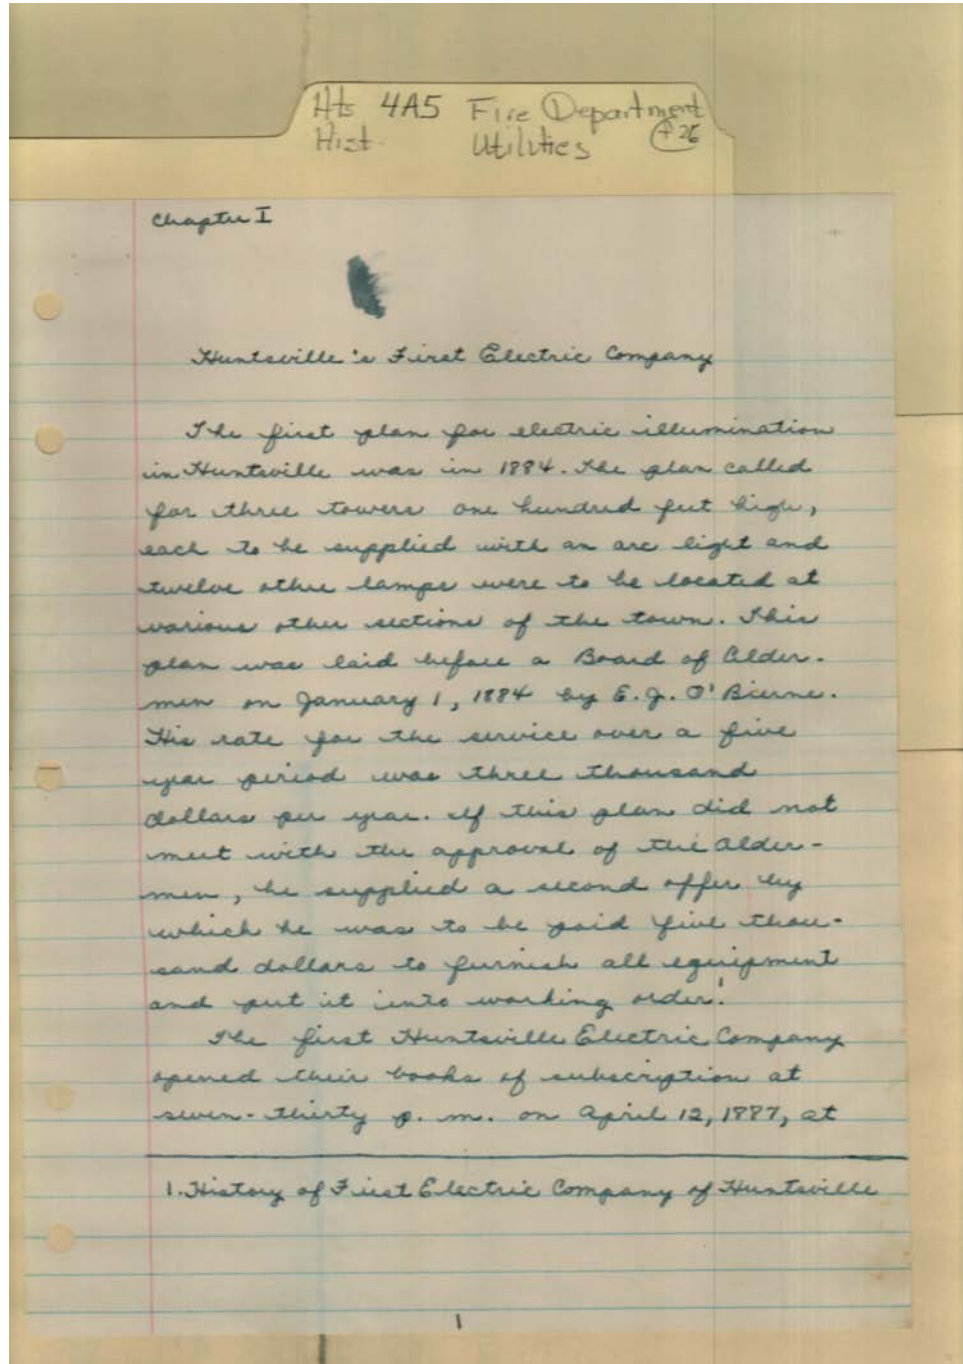 Hts 4A5 Fire Department
Hist. Utilities P 26
Chapter I
Huntsville's First Electric Company
The first plan for electric illumination
in Huntsville was in 1884. The plan called
for three towers one hundred feet high,
each to be supplied with an arc light and
twelve other lamps were to be located at
various other sections of the town. This
plan was laid before a Board of Alder-
men on January 1, 1884 by E. J. O'Bierne.
His rate for the service over a five
year period was three thousand
dollars per year. If this plan did not
meet with the approval of the Alder-
men, he supplied a second offer by
which he was to be paid five thou-
sand dollars to furnish all equipment
and put it into working order.¹
The first Huntsville Electric Company
opened their books of subscription at
seven-thirty p. m. on April 12, 1887, at
1. History of First Electric Company of Huntsville
1